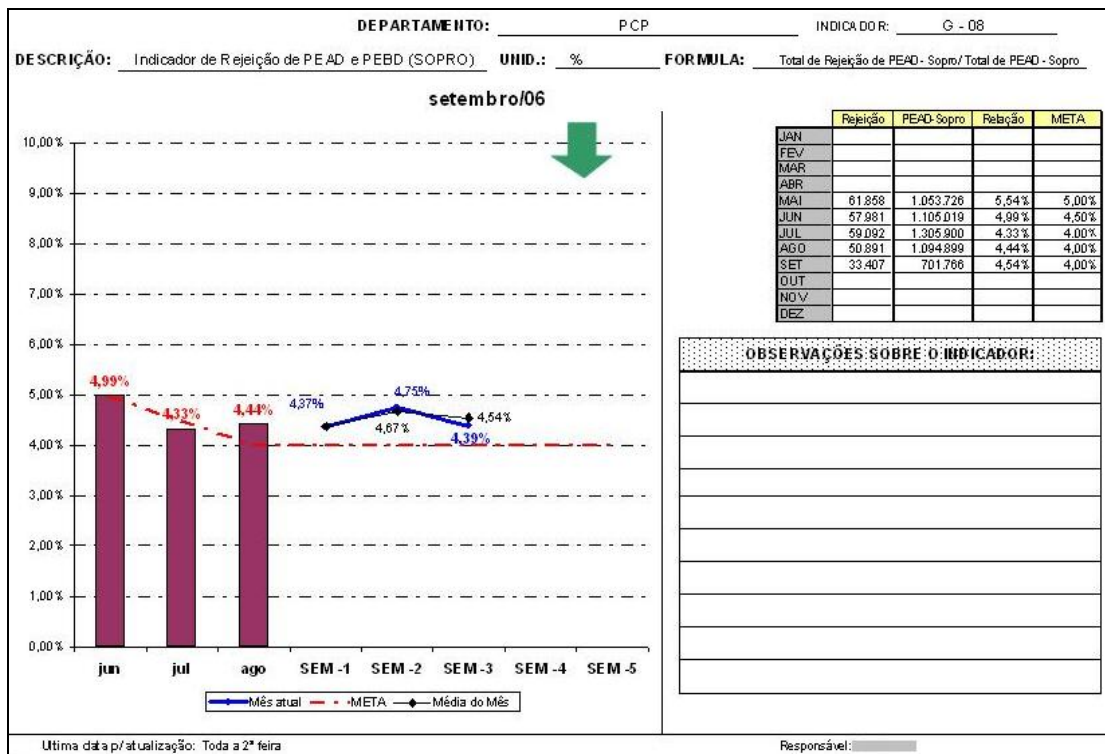 DEPARTAMENTO: PCP INDICADOR: G - 08
DESCRIÇÃO: Indicador de Rejeição de PEAD e PEBD (SOPRO) UNID.: % FORMULA: Total de Rejeição de PEAD - Sopro/ Total de PEAD - Sopro
setembro/06
10,00%
9,00%
8,00%
7,00%
6,00%
5,00%
4,00%
3,00%
2,00%
1,00%
0,00%
4,99%
4,33%
4,44%
4,37%
4,75%
4,67%
4,54%
4,39%
jun jul ago SEM -1 SEM -2 SEM -3 SEM -4 SEM -5
Mês atual META Média do Mês
Rejeição PEAD-Sopro Relação META
JAN
FEV
MAR
ABR
MAI 61.858 1.053.726 5,54% 5,00%
JUN 57.981 1.105.019 4,99% 4,50%
JUL 59.092 1.305.900 4,33% 4,00%
AGO 50.891 1.094.899 4,44% 4,00%
SET 33.407 701.766 4,54% 4,00%
OUT
NOV
DEZ
OBSERVAÇÕES SOBRE O INDICADOR:
Ultima data p/ atualização: Toda a 2ª feira Responsável: